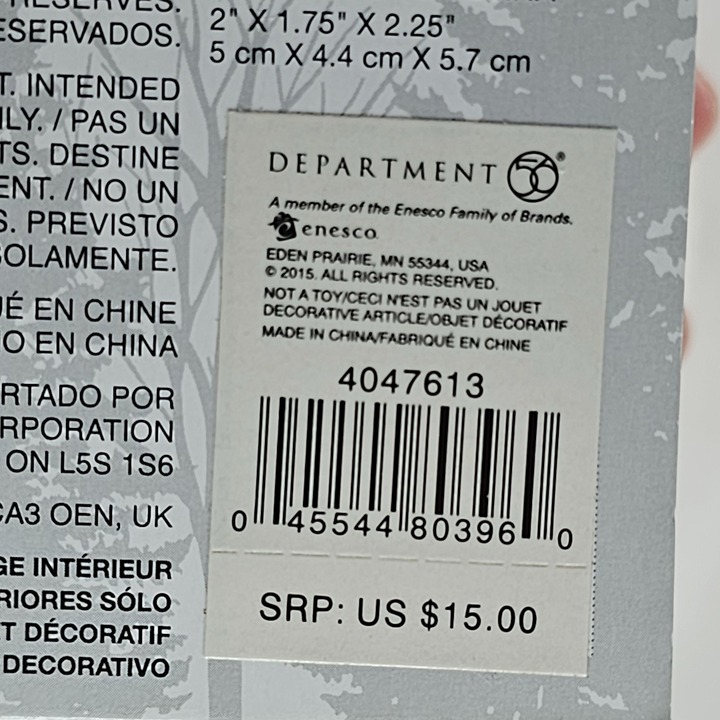 RESERVADOS.
2" X 1.75" X 2.25"
5 cm X 4.4 cm X 5.7 cm
T. INTENDED
LY. / PAS UN
TS. DESTINE
ENT. / NO UN
S. PREVISTO
SOLAMENTE.
UÉ EN CHINE
O EN CHINA
RTADO POR
RPORATION
ON L5S 1S6
CA3 OEN, UK
GE INTÉRIEUR
RIORES SÓLO
T DÉCORATIF
DECORATIVO
DEPARTMENT 56®
A member of the Enesco Family of Brands.
enesco.
EDEN PRAIRIE, MN 55344, USA
© 2015. ALL RIGHTS RESERVED.
NOT A TOY/CECI N'EST PAS UN JOUET
DECORATIVE ARTICLE/OBJET DÉCORATIF
MADE IN CHINA/FABRIQUÉ EN CHINE
4047613
0 45544 80396 0
SRP: US $15.00